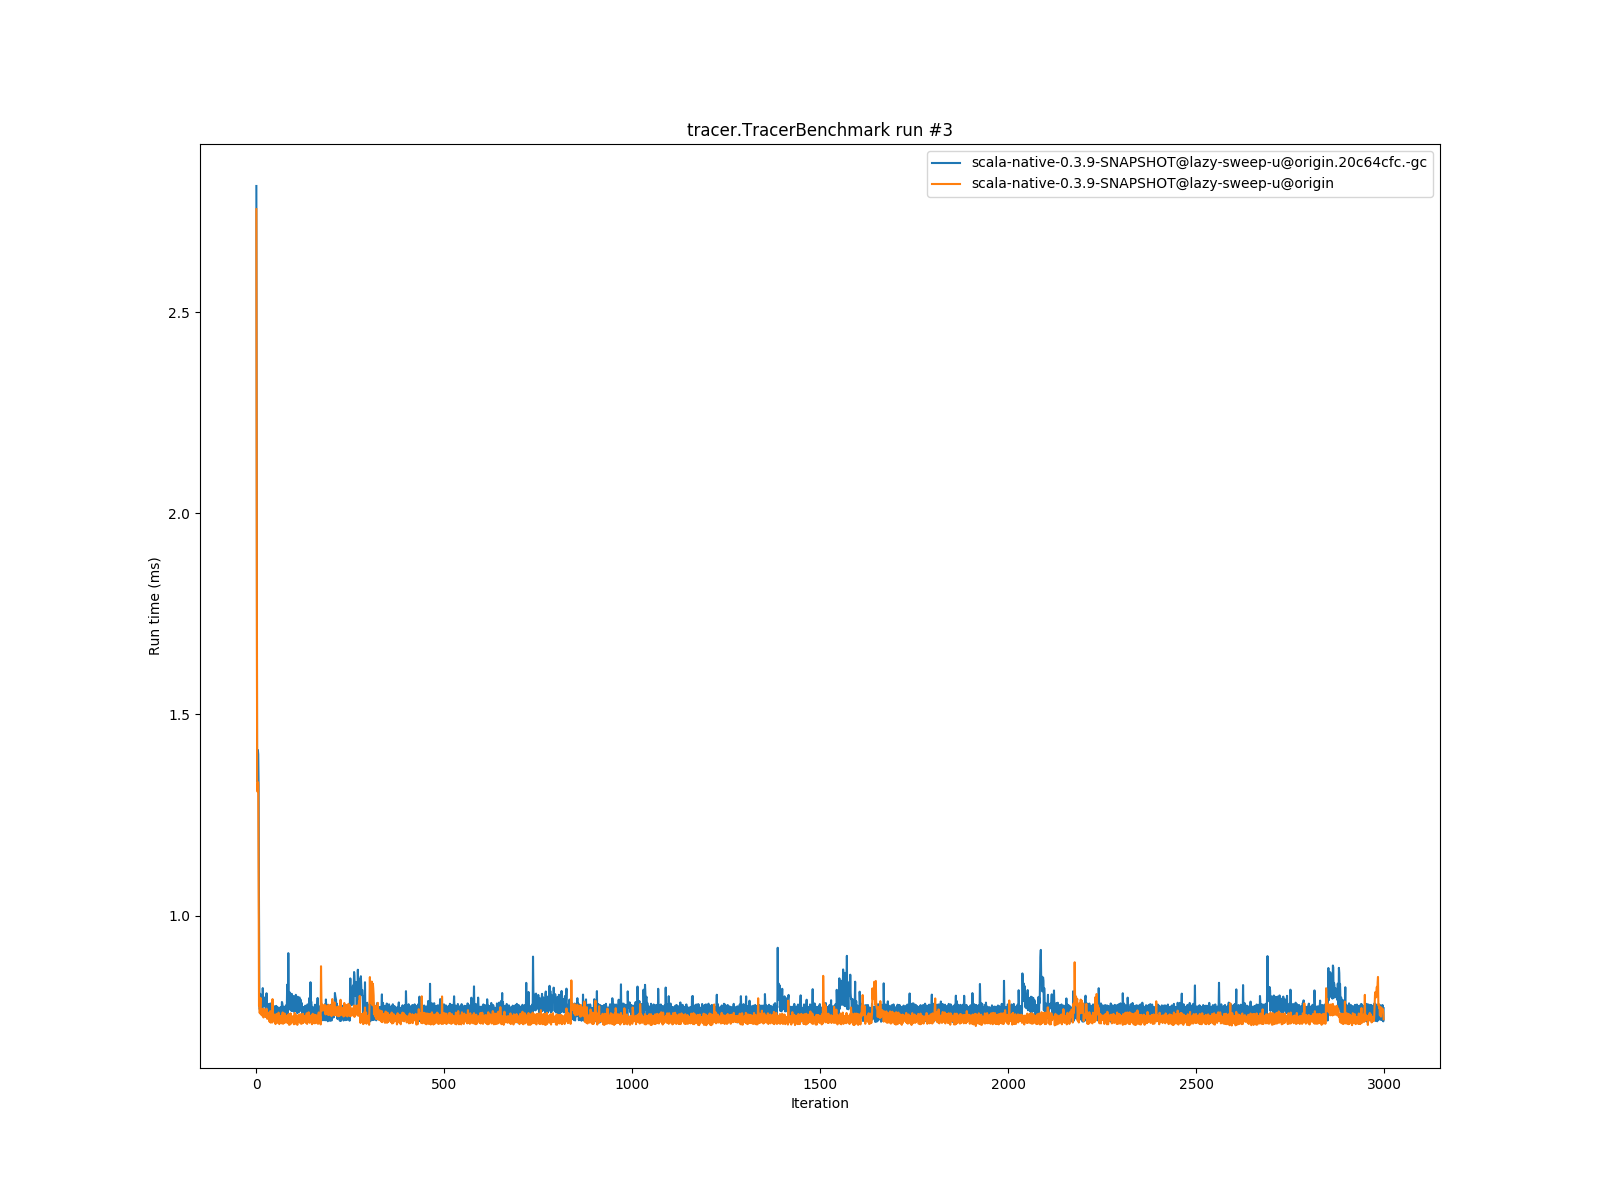 tracer.TracerBenchmark run #3
scala-native-0.3.9-SNAPSHOT@lazy-sweep-u@origin.20c64cfc.-gc
scala-native-0.3.9-SNAPSHOT@lazy-sweep-u@origin
2.5
2.0
1.5
1.0
Run time (ms)
0
500
1000
1500
2000
2500
3000
Iteration